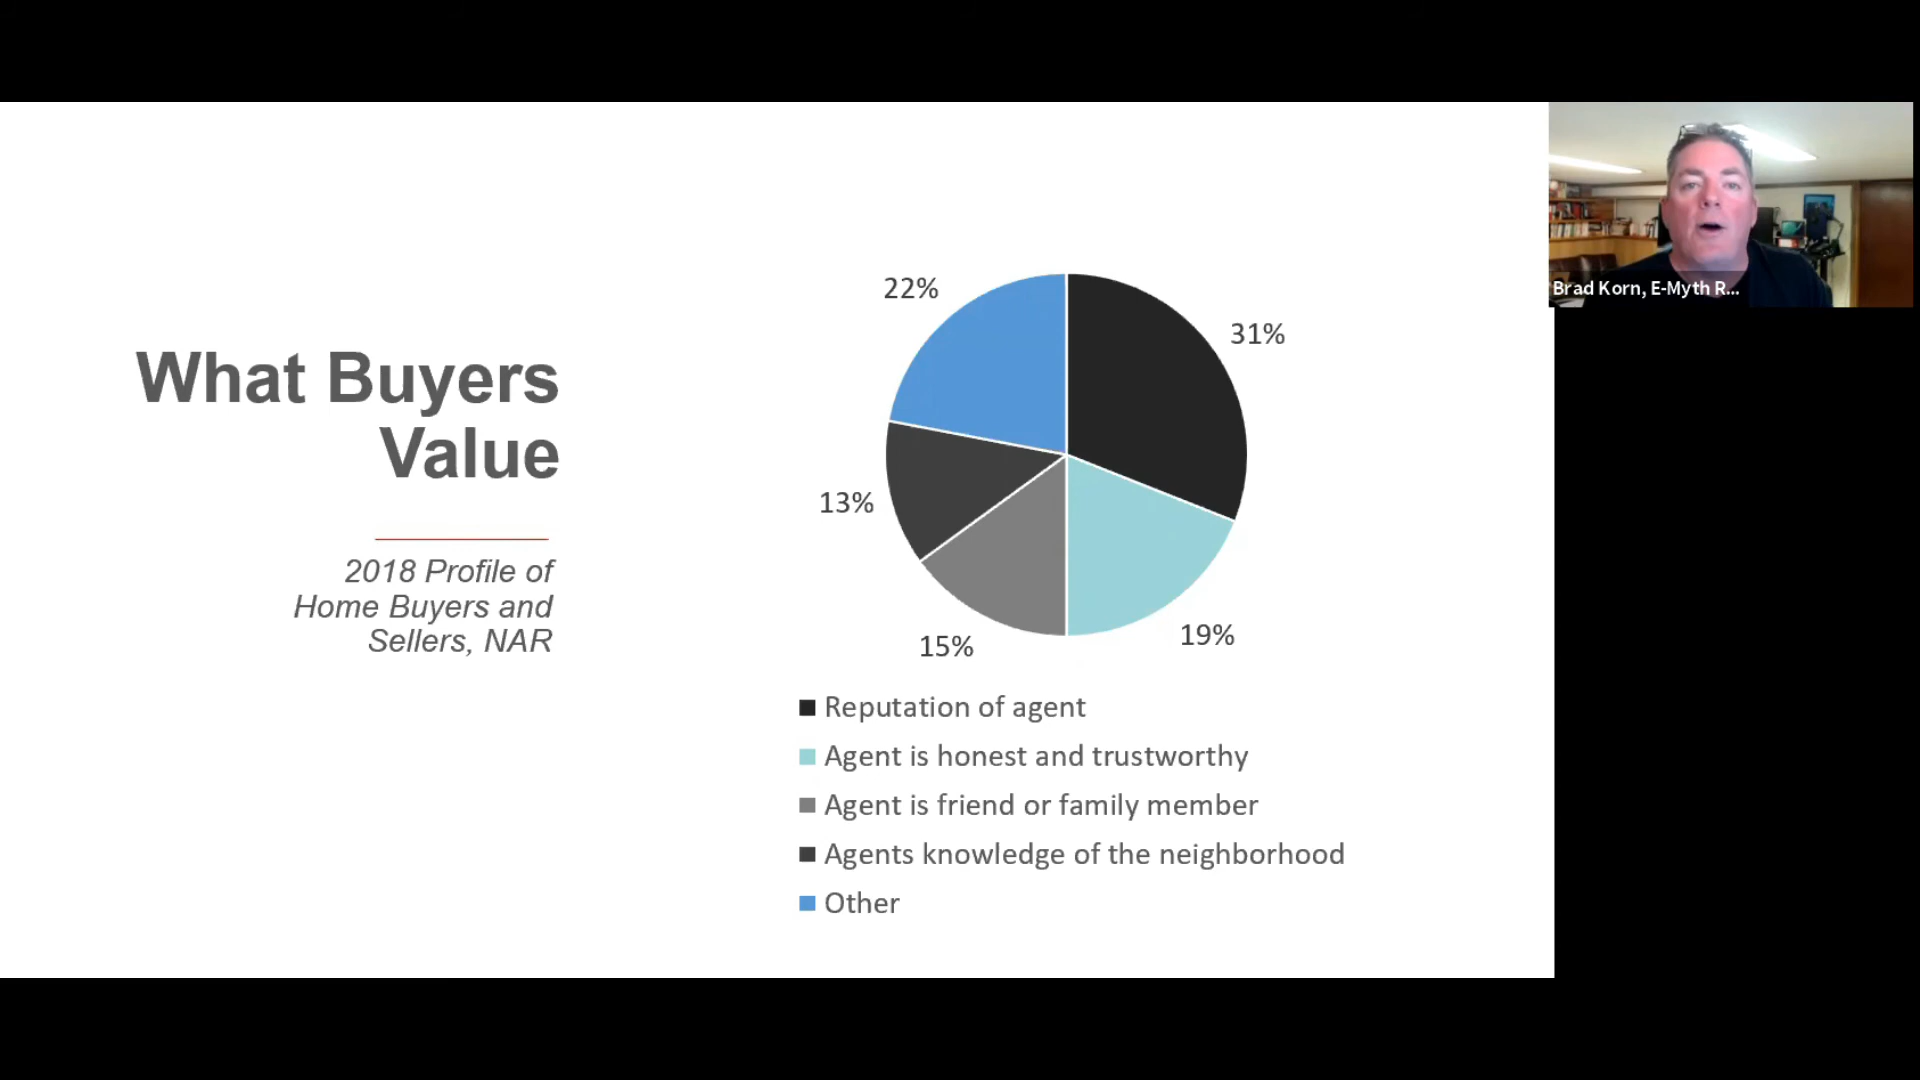 What Buyers
Value
2018 Profile of
Home Buyers and
Sellers, NAR
22%
31%
13%
15%
19%
Reputation of agent
Agent is honest and trustworthy
Agent is friend or family member
Agents knowledge of the neighborhood
Other
Brad Korn, E-Myth R...